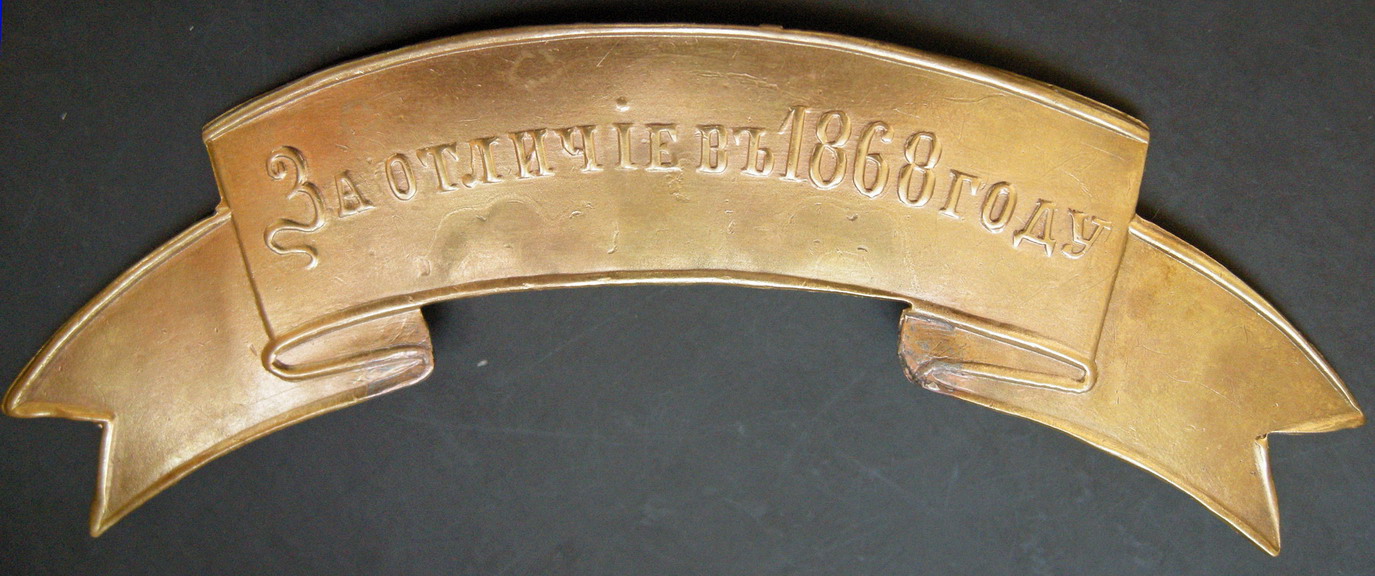 За отличіе въ 1868 году